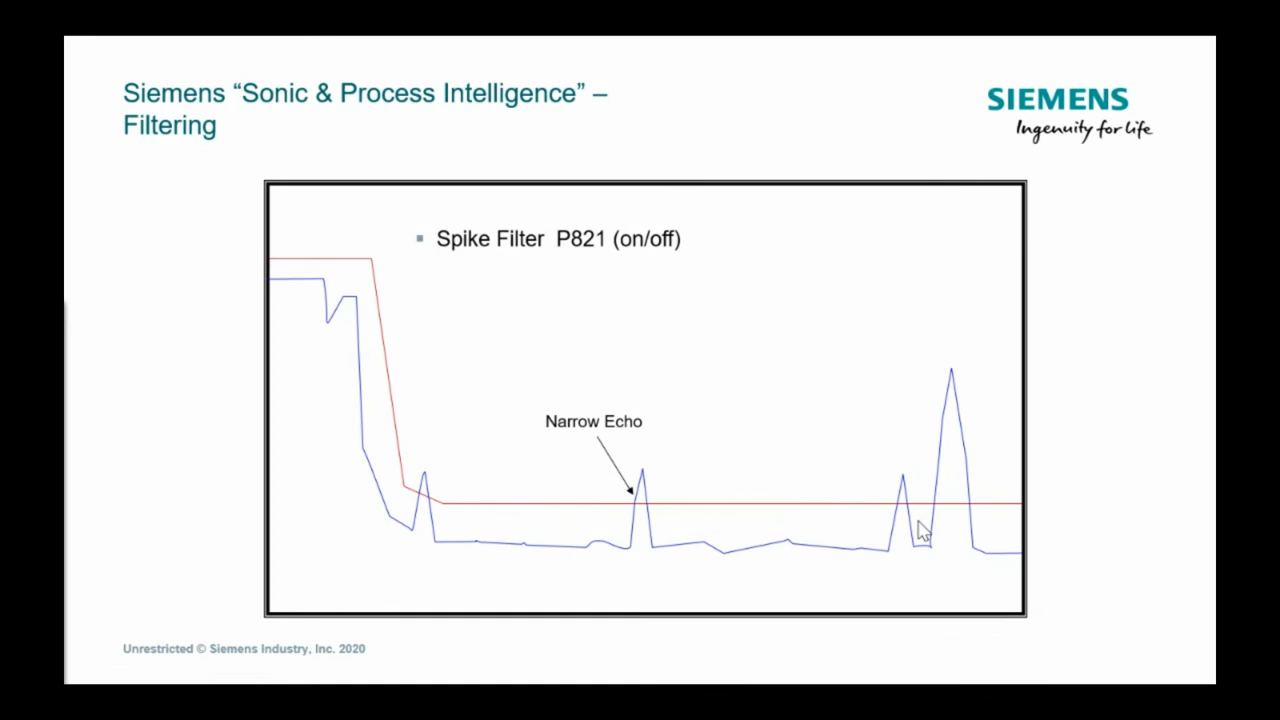 Siemens “Sonic & Process Intelligence” –
Filtering
SIEMENS
Ingenuity for life
▪ Spike Filter P821 (on/off)
Narrow Echo
Unrestricted © Siemens Industry, Inc. 2020